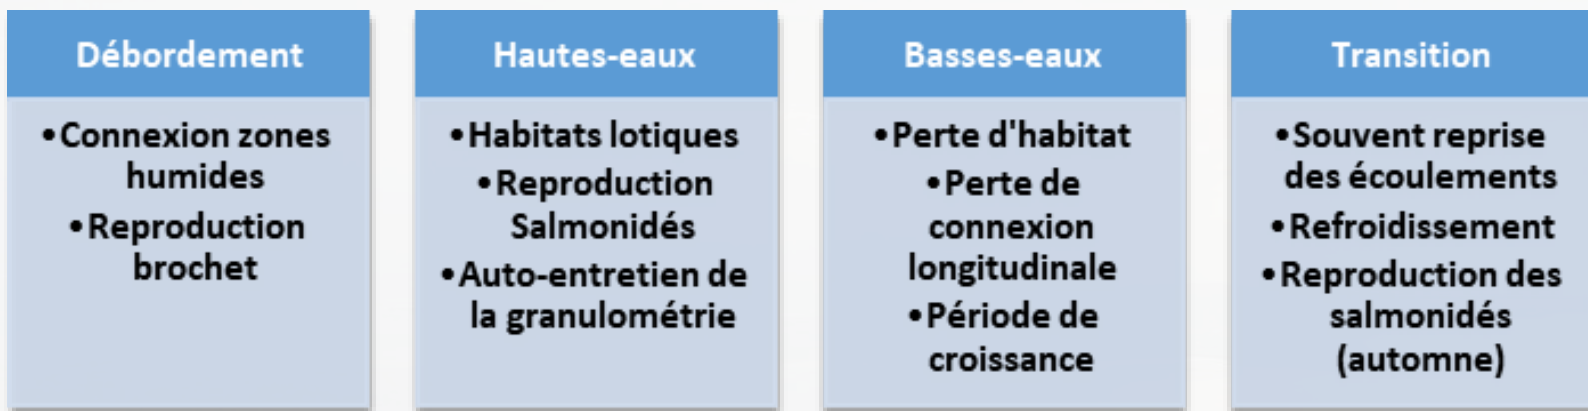 Débordement
•Connexion zones
humides
•Reproduction
brochet
Hautes-eaux
•Habitats lotiques
•Reproduction
Salmonidés
•Auto-entretien de
la granulométrie
Basses-eaux
•Perte d'habitat
•Perte de
connexion
longitudinale
•Période de
croissance
Transition
•Souvent reprise
des écoulements
•Refroidissement
•Reproduction des
salmonidés
(automne)